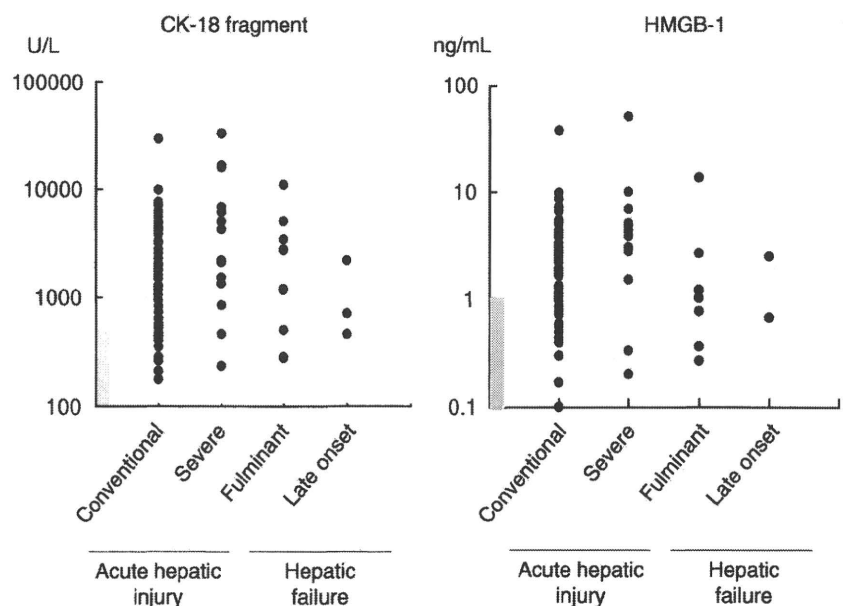 CK-18 fragment
U/L
100000
10000
1000
100
Conventional
Severe
Fulminant
Late onset
Acute hepatic
injury
Hepatic
failure
HMGB-1
ng/mL
100
10
1
0.1
Conventional
Severe
Fulminant
Late onset
Acute hepatic
injury
Hepatic
failure